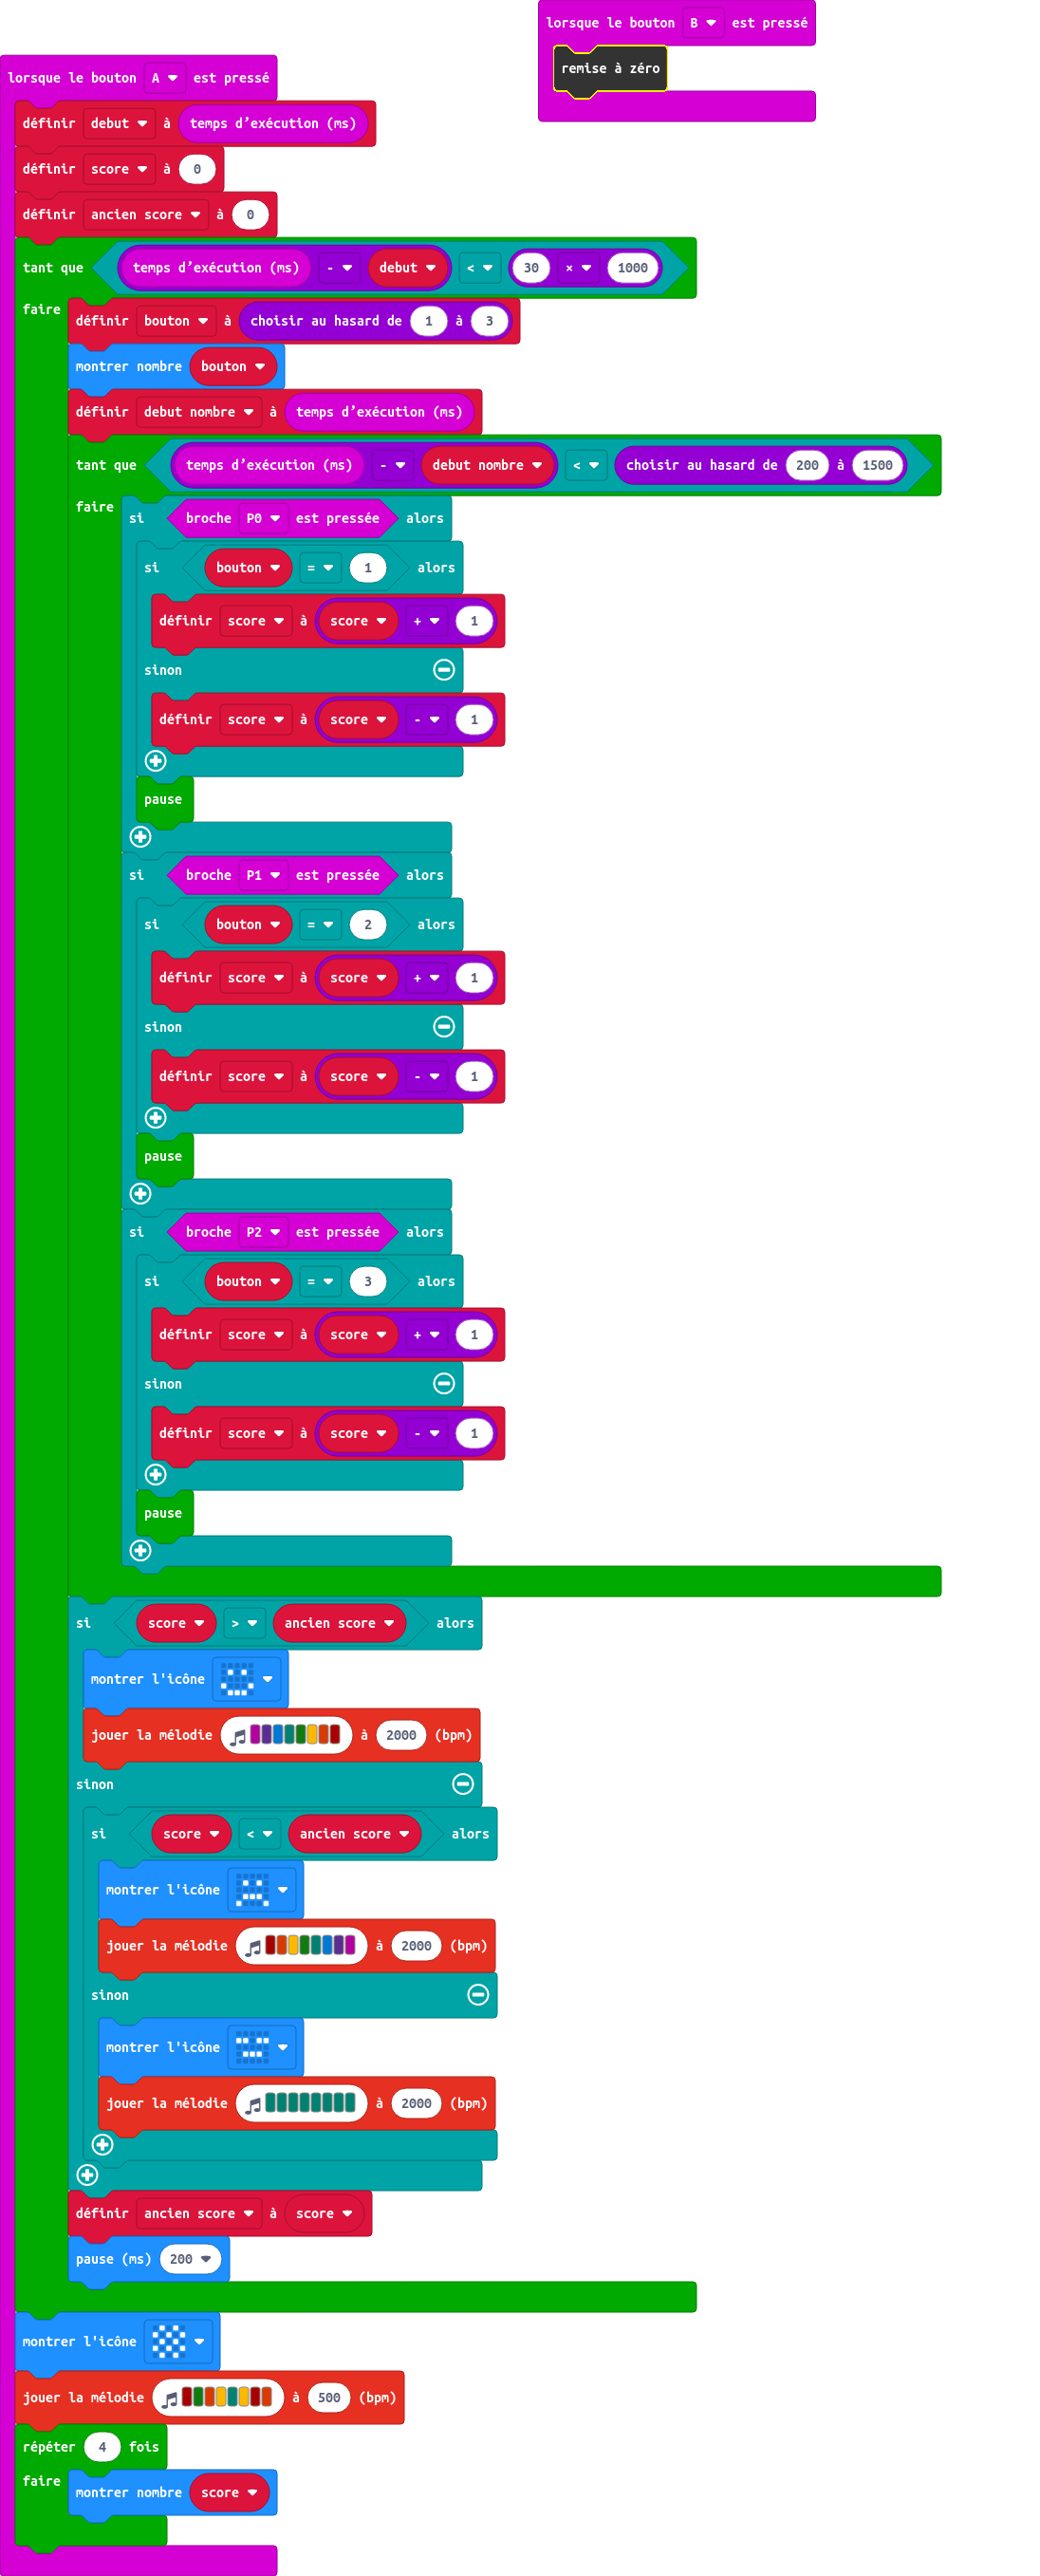 lorsque le bouton B est pressé
remise à zéro
lorsque le bouton A est pressé
définir debut à temps d’exécution (ms)
définir score à 0
définir ancien score à 0
tant que temps d’exécution (ms) - debut < 30 × 1000
faire
définir bouton à choisir au hasard de 1 à 3
montrer nombre bouton
définir debut nombre à temps d’exécution (ms)
tant que temps d’exécution (ms) - debut nombre < choisir au hasard de 200 à 1500
faire
si broche P0 est pressée alors
si bouton = 1 alors
définir score à score + 1
sinon
définir score à score - 1
pause
si broche P1 est pressée alors
si bouton = 2 alors
définir score à score + 1
sinon
définir score à score - 1
pause
si broche P2 est pressée alors
si bouton = 3 alors
définir score à score + 1
sinon
définir score à score - 1
pause
si score > ancien score alors
montrer l'icône
jouer la mélodie à 2000 (bpm)
sinon
si score < ancien score alors
montrer l'icône
jouer la mélodie à 2000 (bpm)
sinon
montrer l'icône
jouer la mélodie à 2000 (bpm)
définir ancien score à score
pause (ms) 200
montrer l'icône
jouer la mélodie à 500 (bpm)
répéter 4 fois
faire
montrer nombre score